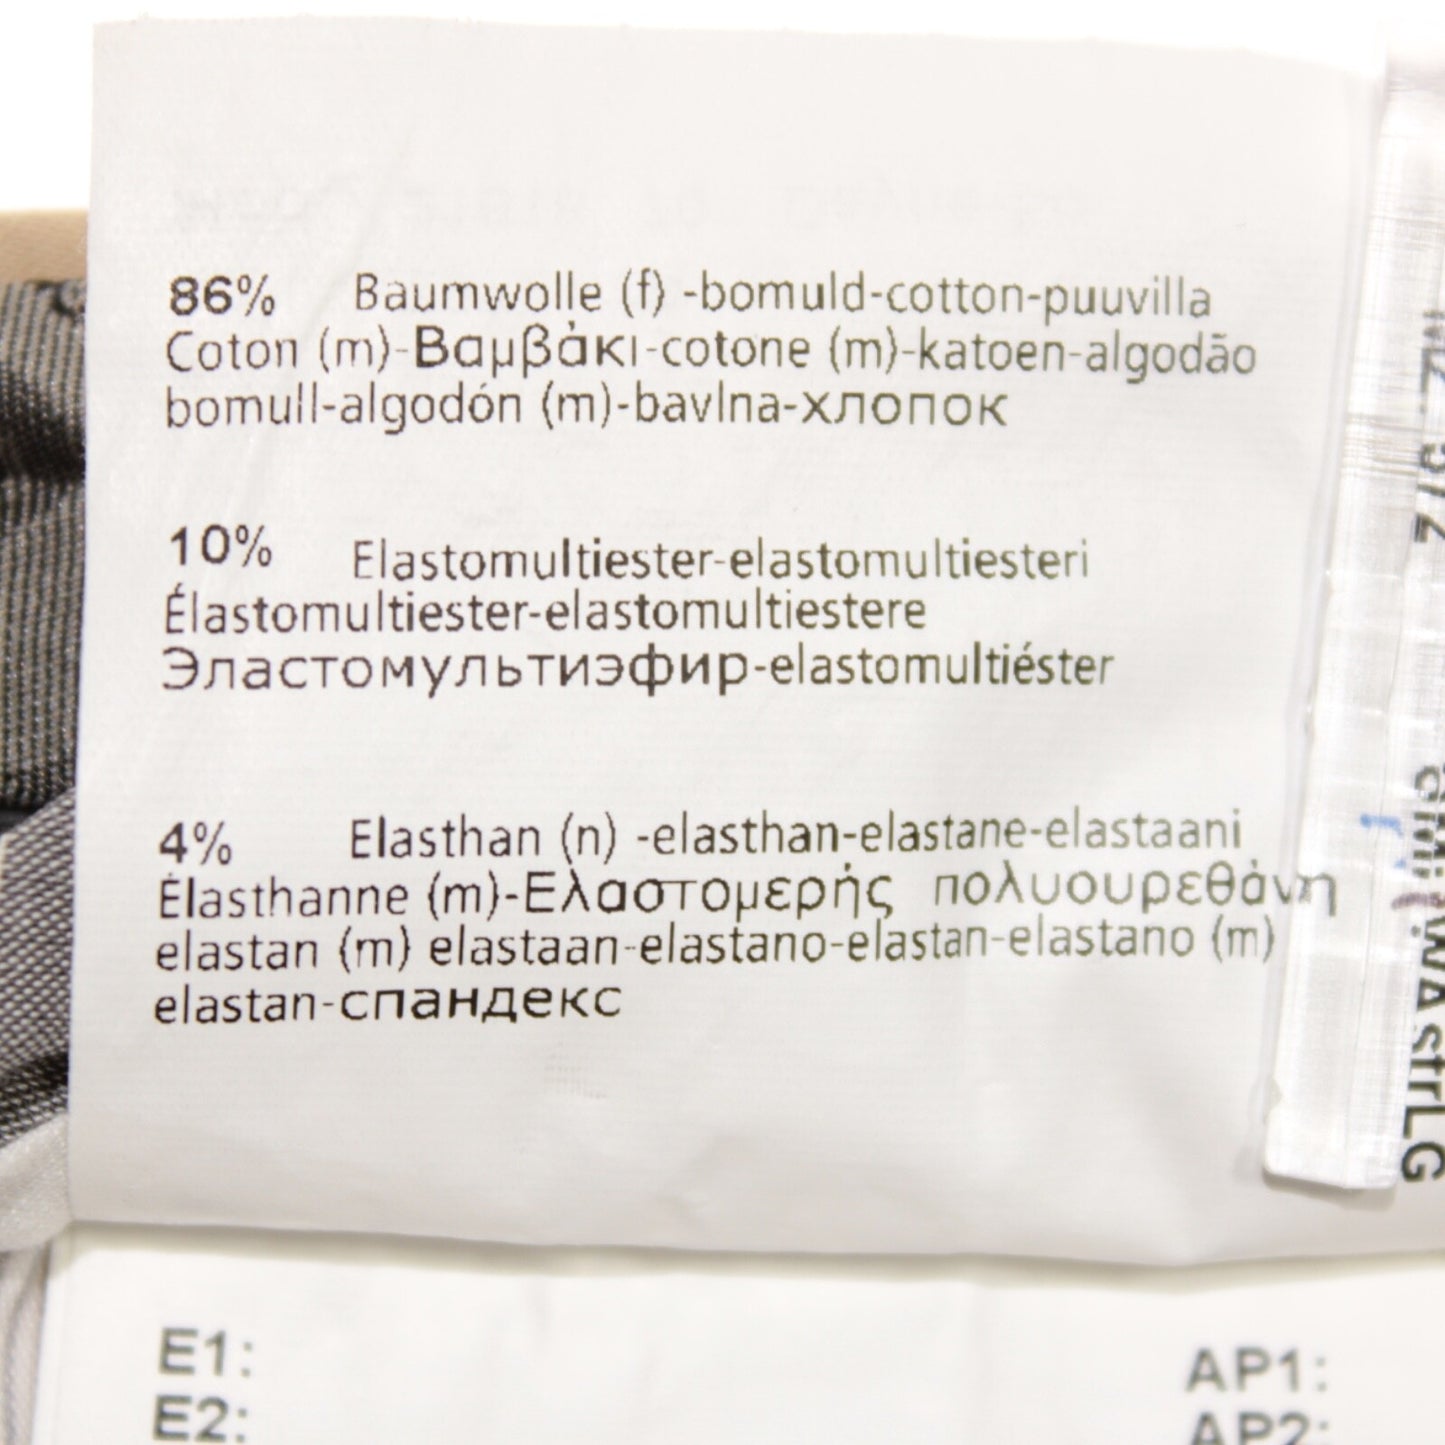 86% Baumwolle (f) -bomuld-cotton-puuvilla
Coton (m)-Βαμβάκι-cotone (m)-katoen-algodão
bomull-algodón (m)-bavlna-хлопок
10% Elastomultiester-elastomultiesteri
Élastomultiester-elastomultiestere
Эластомультиэфир-elastomultiéster
4% Elasthan (n) -elasthan-elastane-elastaani
Élasthanne (m)-Ελαστομερής πολυουρεθάνη
elastan (m) elastaan-elastano-elastan-elastano (m)
elastan-спандекс
E1:
E2:
AP1:
AP2: